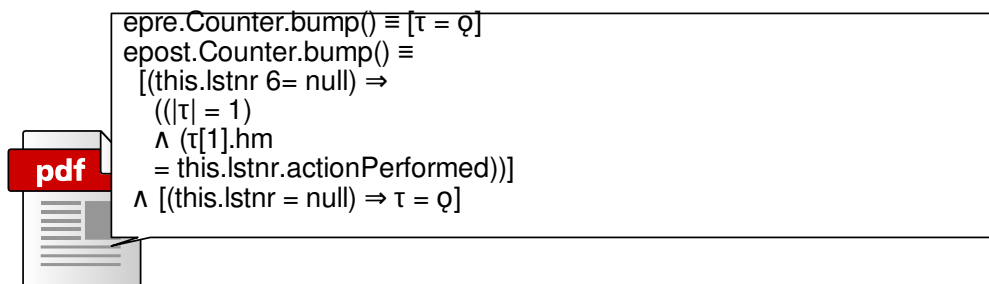 epre.Counter.bump() ≡ [τ = ǫ]
epost.Counter.bump() ≡
[(this.lstnr 6= null) ⇒
((|τ| = 1)
∧ (τ[1].hm
= this.lstnr.actionPerformed))]
∧ [(this.lstnr = null) ⇒ τ = ǫ]
pdf